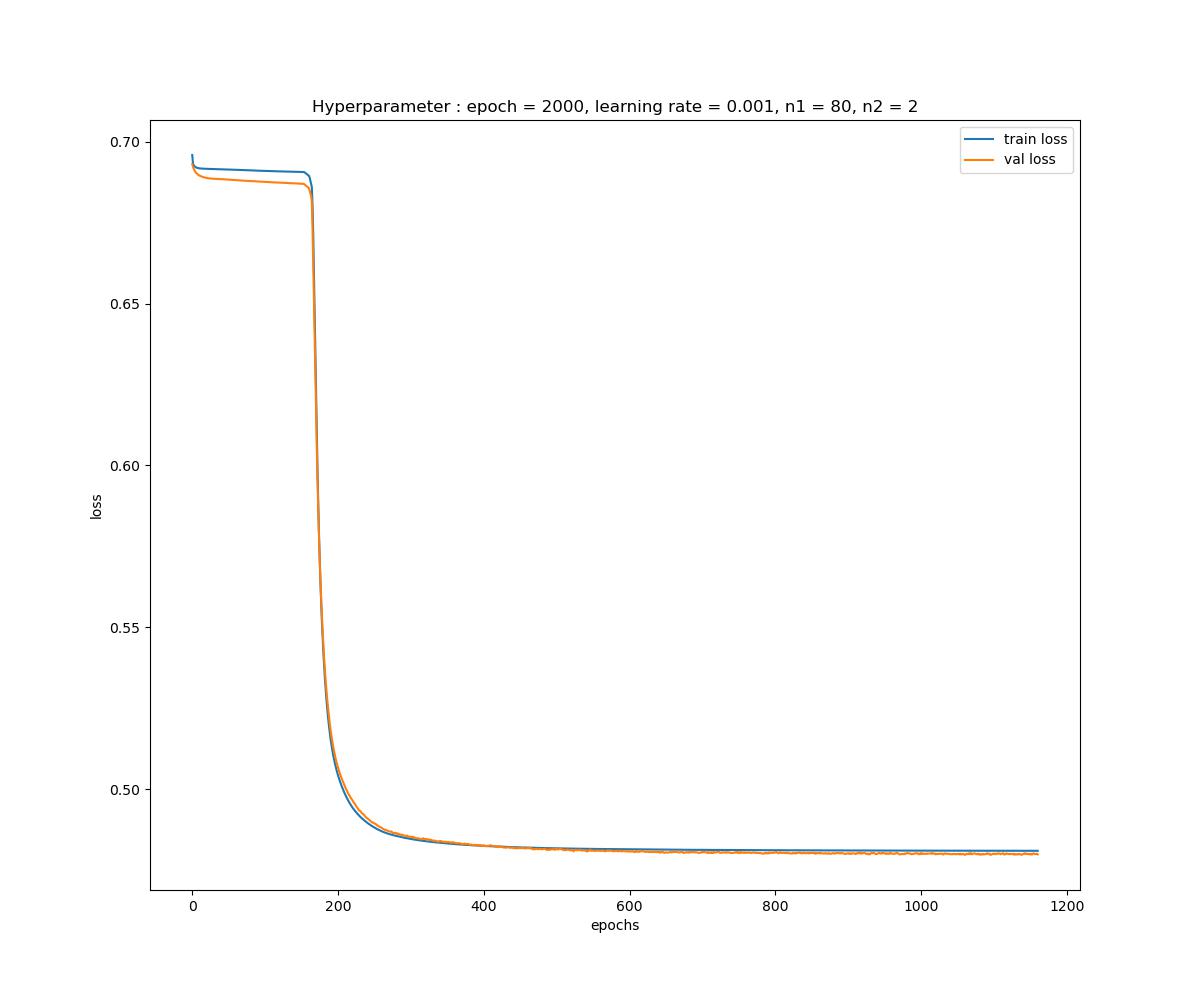 Hyperparameter : epoch = 2000, learning rate = 0.001, n1 = 80, n2 = 2
train loss
val loss
0.70
0.65
0.60
0.55
0.50
loss
0 200 400 600 800 1000 1200
epochs